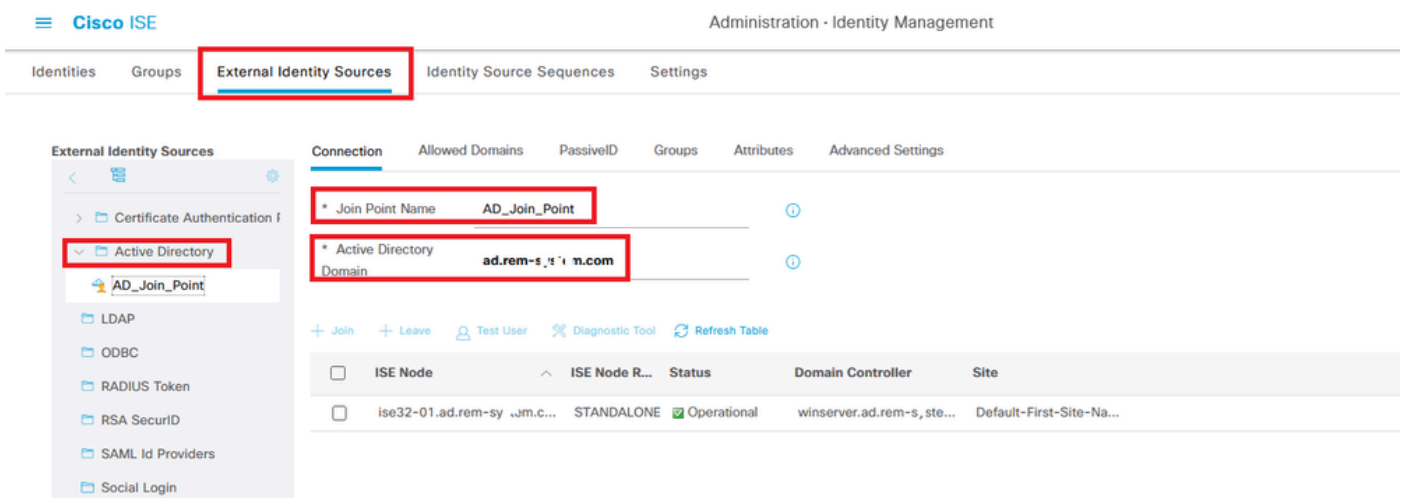 Cisco ISE
Administration · Identity Management
Identities Groups External Identity Sources Identity Source Sequences Settings
External Identity Sources
Connection Allowed Domains PassiveID Groups Attributes Advanced Settings
Certificate Authentication F
Active Directory
AD_Join_Point
LDAP
ODBC
RADIUS Token
RSA SecurID
SAML Id Providers
Social Login
* Join Point Name AD_Join_Point
* Active Directory
Domain
+ Join + Leave Test User Diagnostic Tool Refresh Table
ISE Node ISE Node R... Status Domain Controller Site
STANDALONE Operational Default-First-Site-Na...